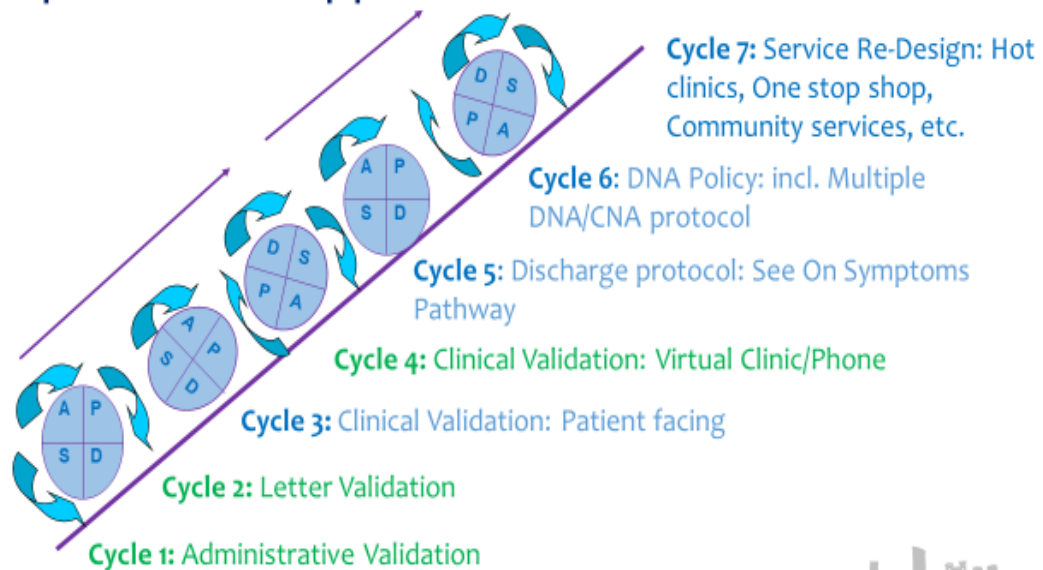 Cycle 7: Service Re-Design: Hot
clinics, One stop shop,
Community services, etc.
Cycle 6: DNA Policy: incl. Multiple
DNA/CNA protocol
Cycle 5: Discharge protocol: See On Symptoms
Pathway
Cycle 4: Clinical Validation: Virtual Clinic/Phone
Cycle 3: Clinical Validation: Patient facing
Cycle 2: Letter Validation
Cycle 1: Administrative Validation
D S
P A
A P
S D
D S
P A
A P
S D
A P
S D